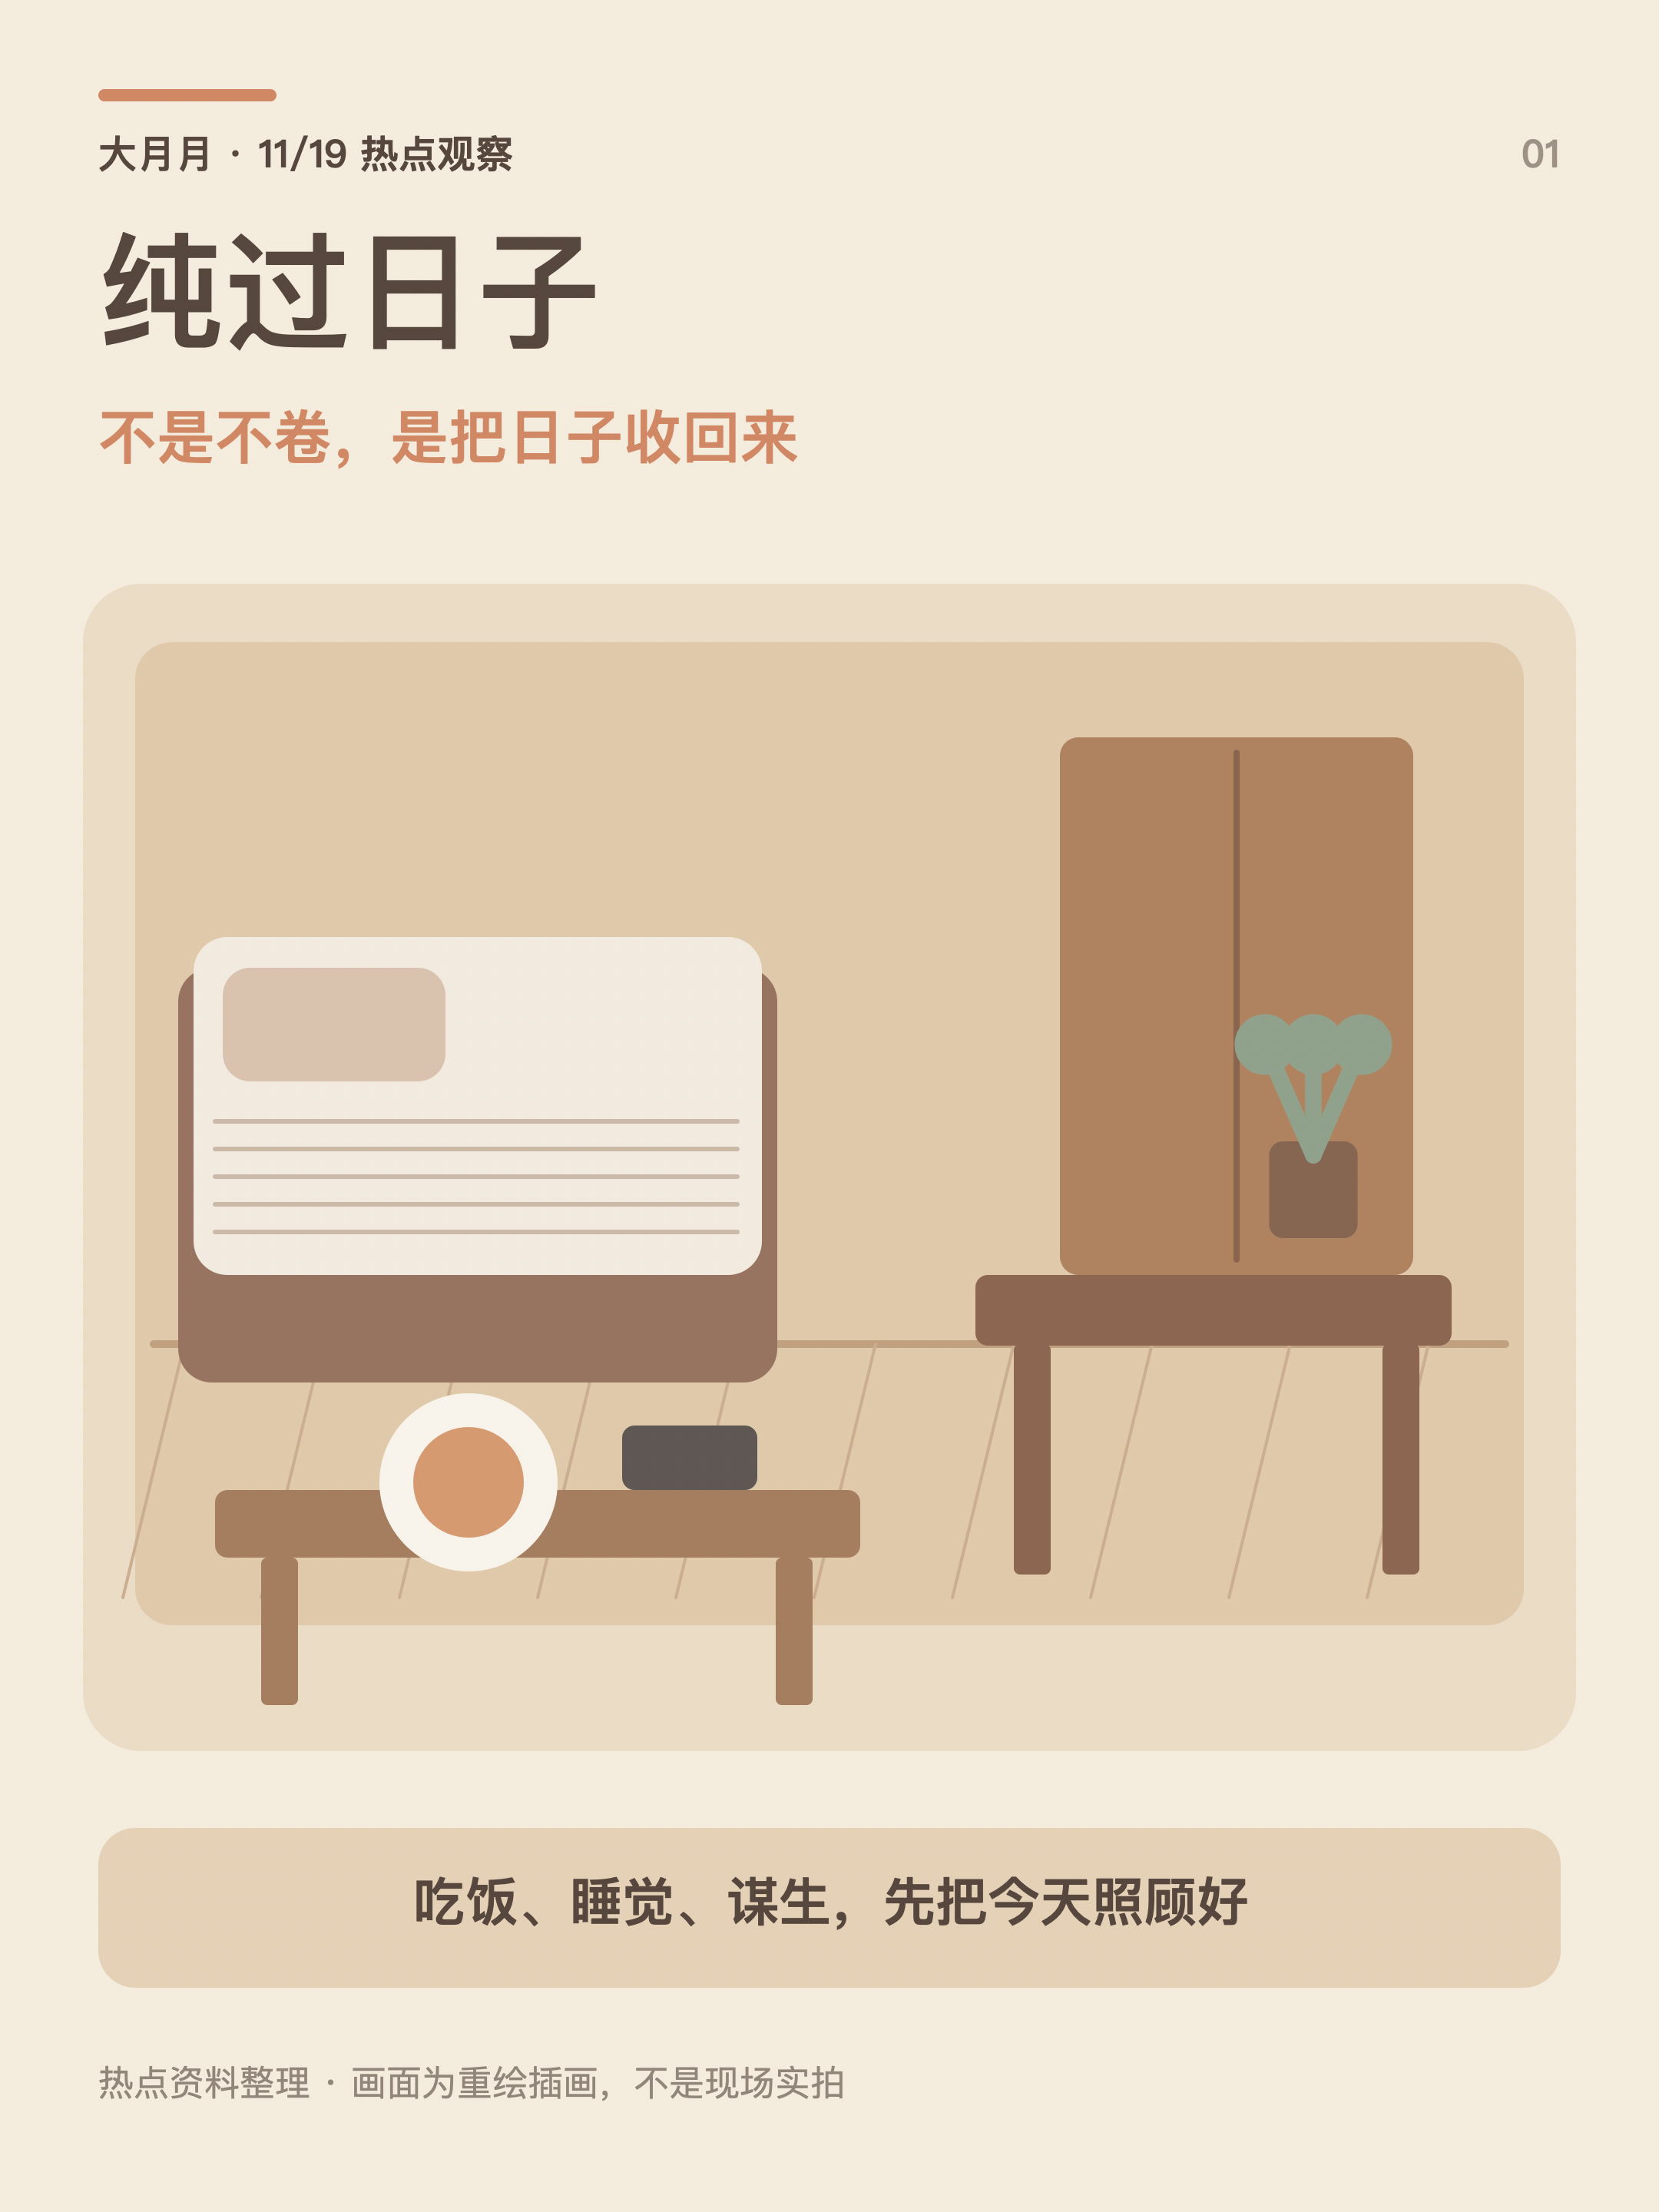 大月月 · 11/19 热点观察
01
纯过日子
不是不卷，是把日子收回来
吃饭、睡觉、谋生，先把今天照顾好
热点资料整理 · 画面为重绘插画，不是现场实拍